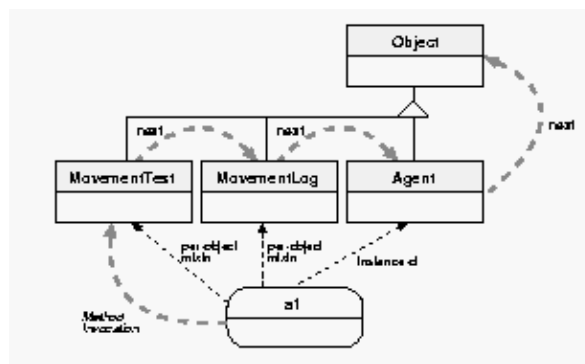 Object
next
next
next
MovementTest
MovementLog
Agent
per-object
mixin
per-object
mixin
instance-of
a1
Method
Invocation